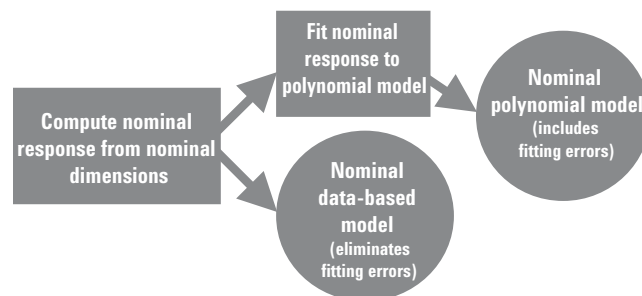 Compute nominal
response from nominal
dimensions
Fit nominal
response to
polynomial model
Nominal
polynomial model
(includes
fitting errors)
Nominal
data-based
model
(eliminates
fitting errors)